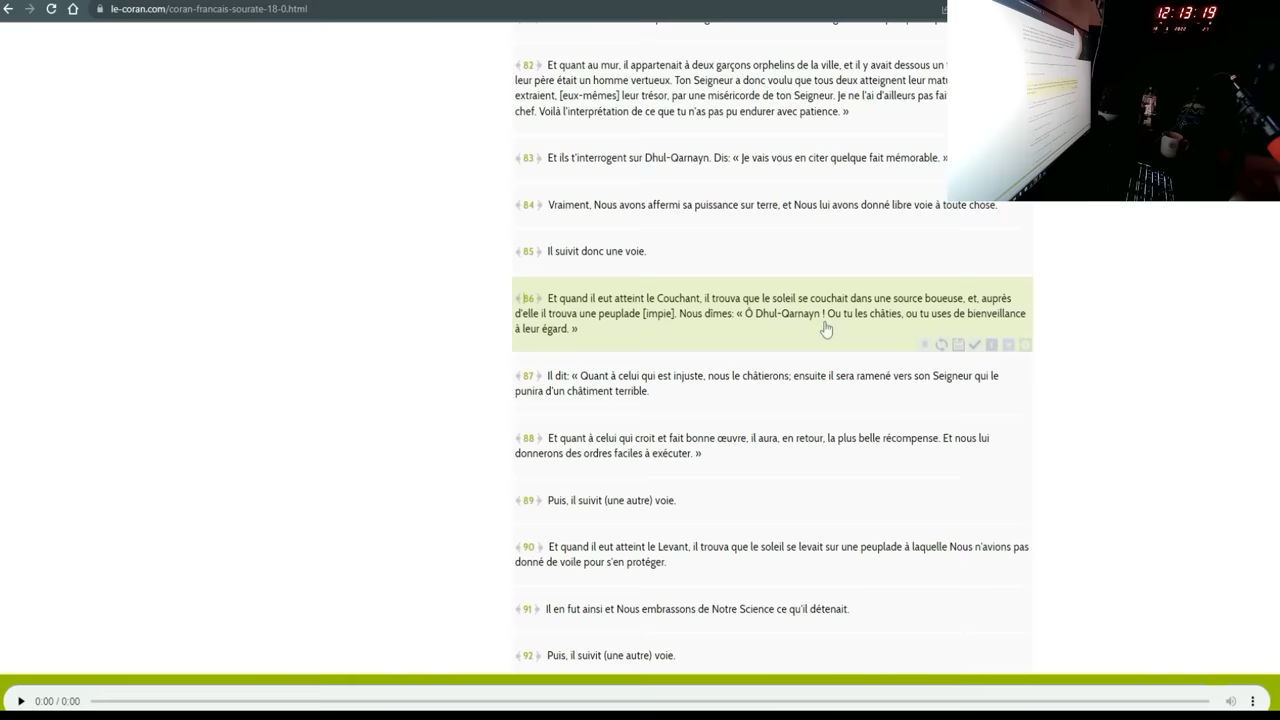 le-coran.com/coran-francais-sourate-18-0.html
12:13:19
82 Et quant au mur, il appartenait à deux garçons orphelins de la ville, et il y avait dessous un
leur père était un homme vertueux. Ton Seigneur a donc voulu que tous deux atteignent leur
extraient, [eux-mêmes] leur trésor, par une miséricorde de ton Seigneur. Je ne l'ai d'ailleurs pas
chef. Voilà l'interprétation de ce que tu n'as pas pu endurer avec patience. »
83 Et ils t'interrogent sur Dhul-Qarnayn. Dis: « Je vais vous en citer quelque fait mémorable. »
84 Vraiment, Nous avons affermi sa puissance sur terre, et Nous lui avons donné libre voie à toute chose.
85 Il suivit donc une voie.
86 Et quand il eut atteint le Couchant, il trouva que le soleil se couchait dans une source boueuse, et, auprès
d'elle il trouva une peuplade [impie]. Nous dîmes: « Ô Dhul-Qarnayn ! Ou tu les châties, ou tu uses de bienveillance
à leur égard. »
87 Il dit: « Quant à celui qui est injuste, nous le châtierons; ensuite il sera ramené vers son Seigneur qui le
punira d'un châtiment terrible.
88 Et quant à celui qui croit et fait bonne œuvre, il aura, en retour, la plus belle récompense. Et nous lui
donnerons des ordres faciles à exécuter. »
89 Puis, il suivit (une autre) voie.
90 Et quand il eut atteint le Levant, il trouva que le soleil se levait sur une peuplade à laquelle Nous n'avions pas
donné de voile pour s'en protéger.
91 Il en fut ainsi et Nous embrassons de Notre Science ce qu'il détenait.
92 Puis, il suivit (une autre) voie.
0:00 / 0:00